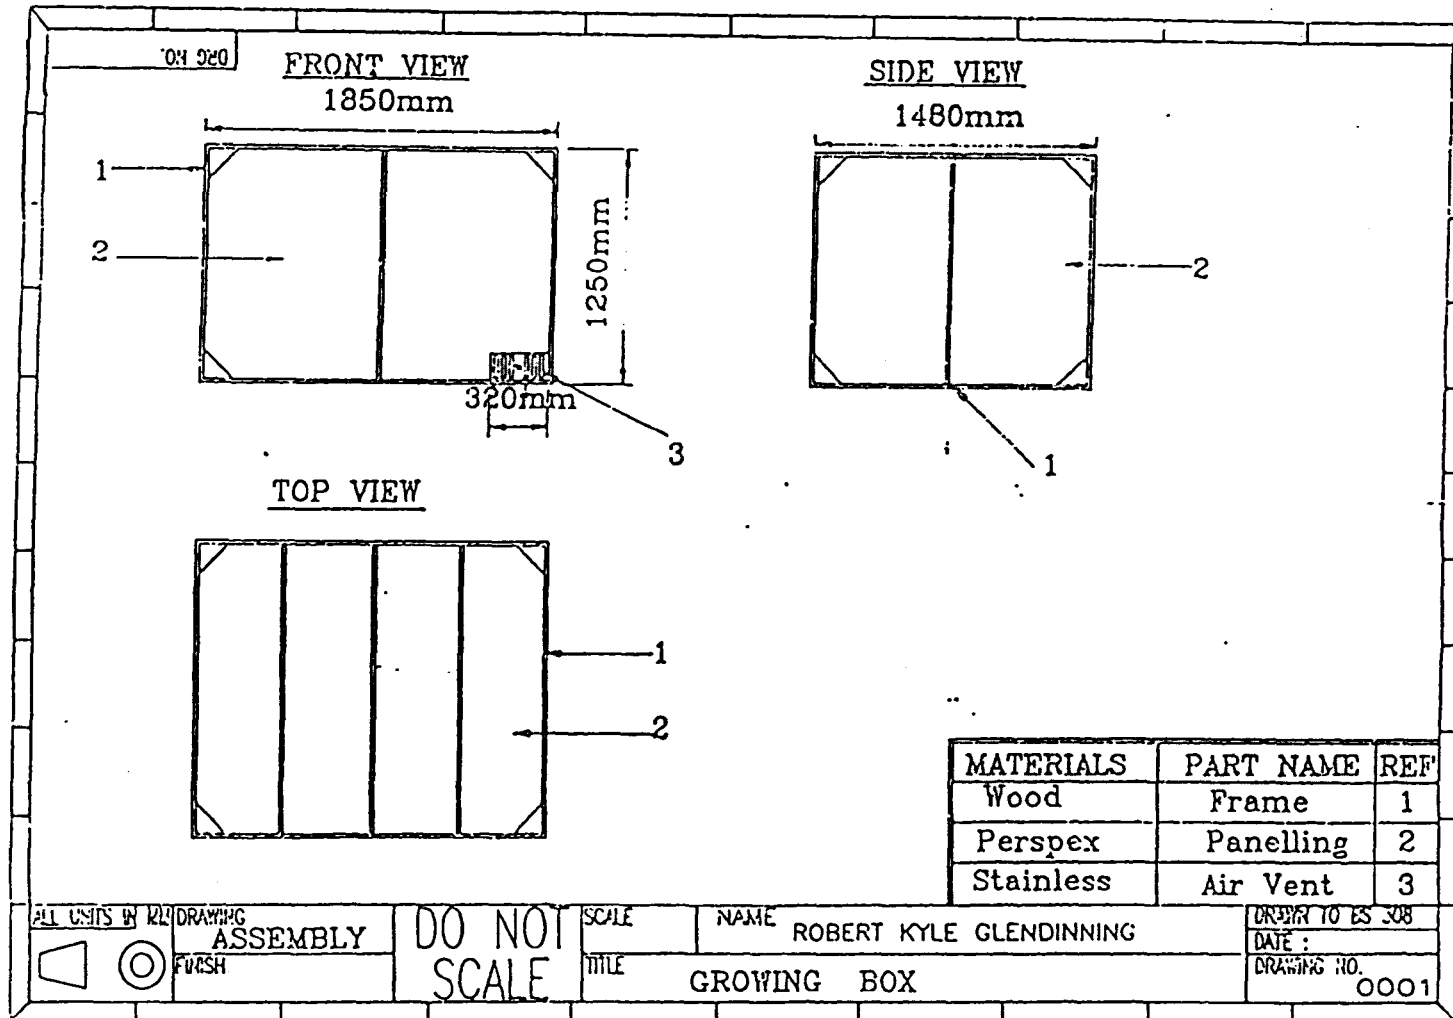 DRG NO.
FRONT VIEW
1850mm
SIDE VIEW
1480mm
1
2
1250mm
2
320mm
3
1
TOP VIEW
1
2
MATERIALS PART NAME REF
Wood Frame 1
Perspex Panelling 2
Stainless Air Vent 3
ALL UNITS IN MM
DRAWING
ASSEMBLY
FINISH
DO NOT
SCALE
SCALE
NAME ROBERT KYLE GLENDINNING
TITLE GROWING BOX
DRAWN TO BS 308
DATE :
DRAWING NO.
0001